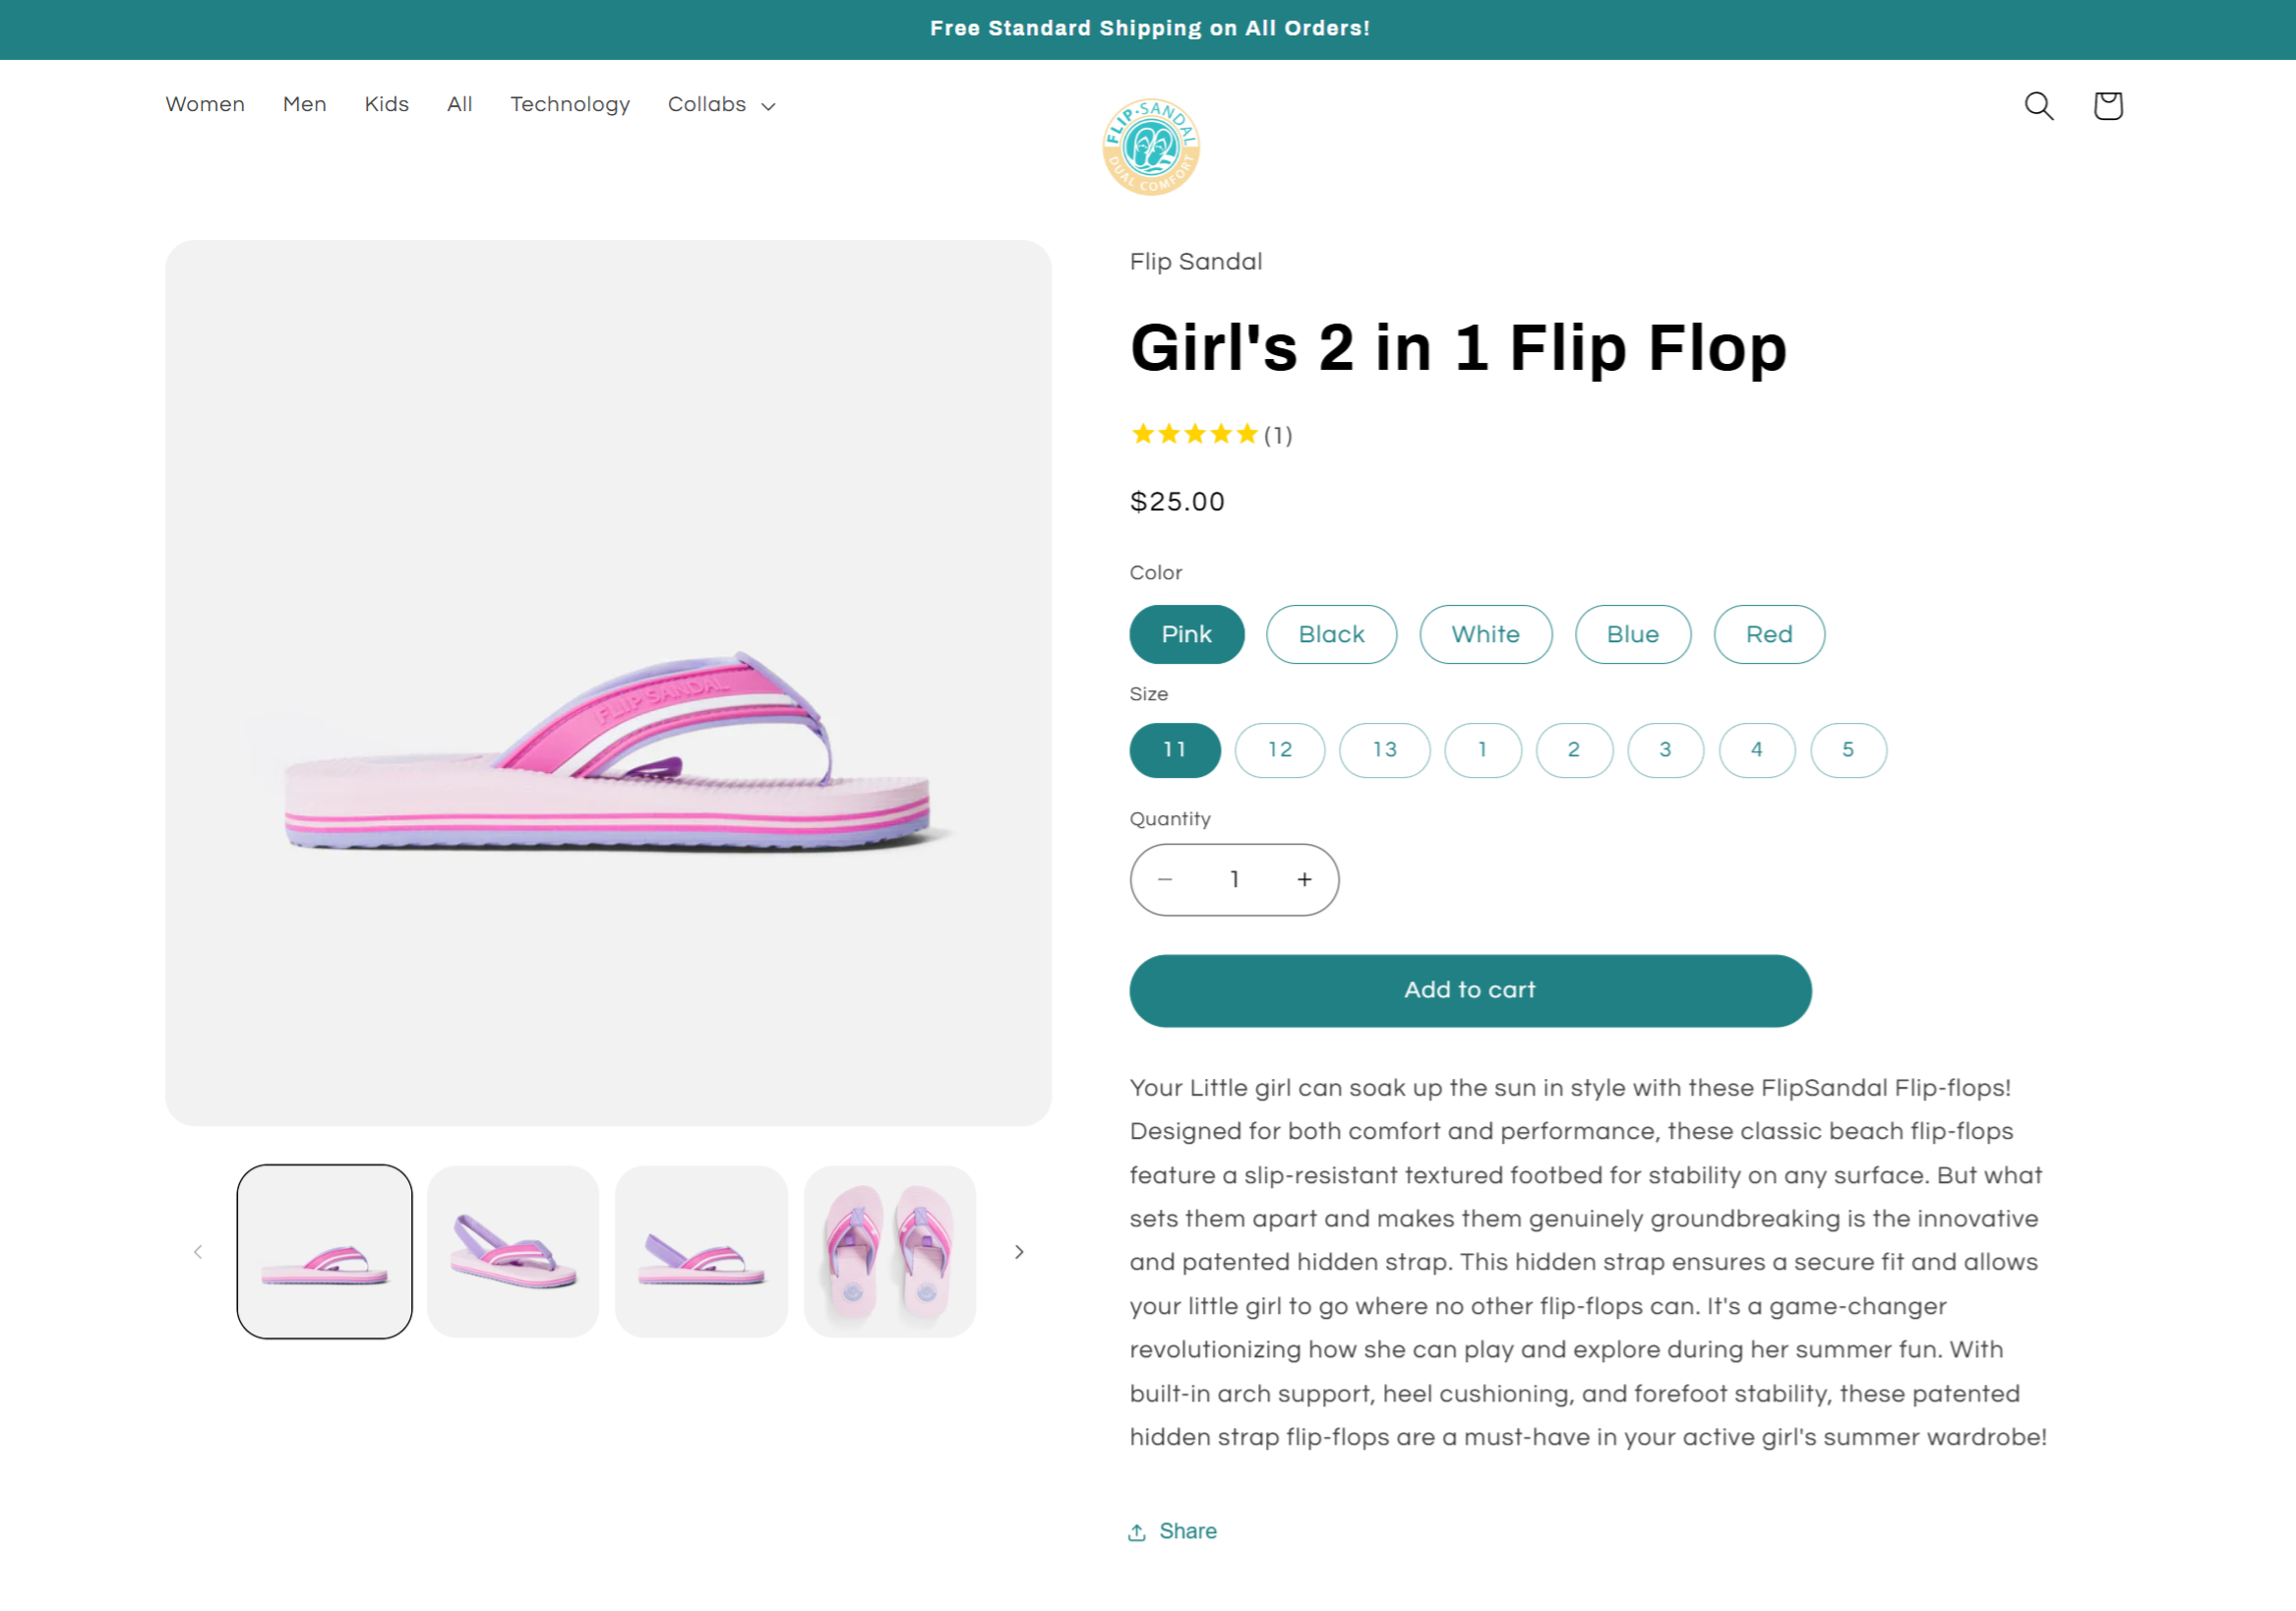 Free Standard Shipping on All Orders!
Women Men Kids All Technology Collabs
FLIP·SANDAL
DUAL COMFORT
Flip Sandal
Girl's 2 in 1 Flip Flop
(1)
$25.00
Color
Pink Black White Blue Red
Size
11 12 13 1 2 3 4 5
Quantity
− 1 +
Add to cart
FLIP SANDAL
Your Little girl can soak up the sun in style with these FlipSandal Flip-flops!
Designed for both comfort and performance, these classic beach flip-flops
feature a slip-resistant textured footbed for stability on any surface. But what
sets them apart and makes them genuinely groundbreaking is the innovative
and patented hidden strap. This hidden strap ensures a secure fit and allows
your little girl to go where no other flip-flops can. It's a game-changer
revolutionizing how she can play and explore during her summer fun. With
built-in arch support, heel cushioning, and forefoot stability, these patented
hidden strap flip-flops are a must-have in your active girl's summer wardrobe!
Share